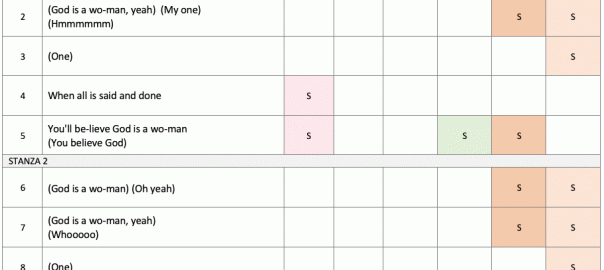 2 (God is a wo-man, yeah) (My one) S S
(Hmmmmmm)
3 (One) S
4 When all is said and done S
5 You'll be-lieve God is a wo-man S S S
(You believe God)
STANZA 2
6 (God is a wo-man) (Oh yeah) S S
7 (God is a wo-man, yeah) S S
(Whooooo)
8 (One) S